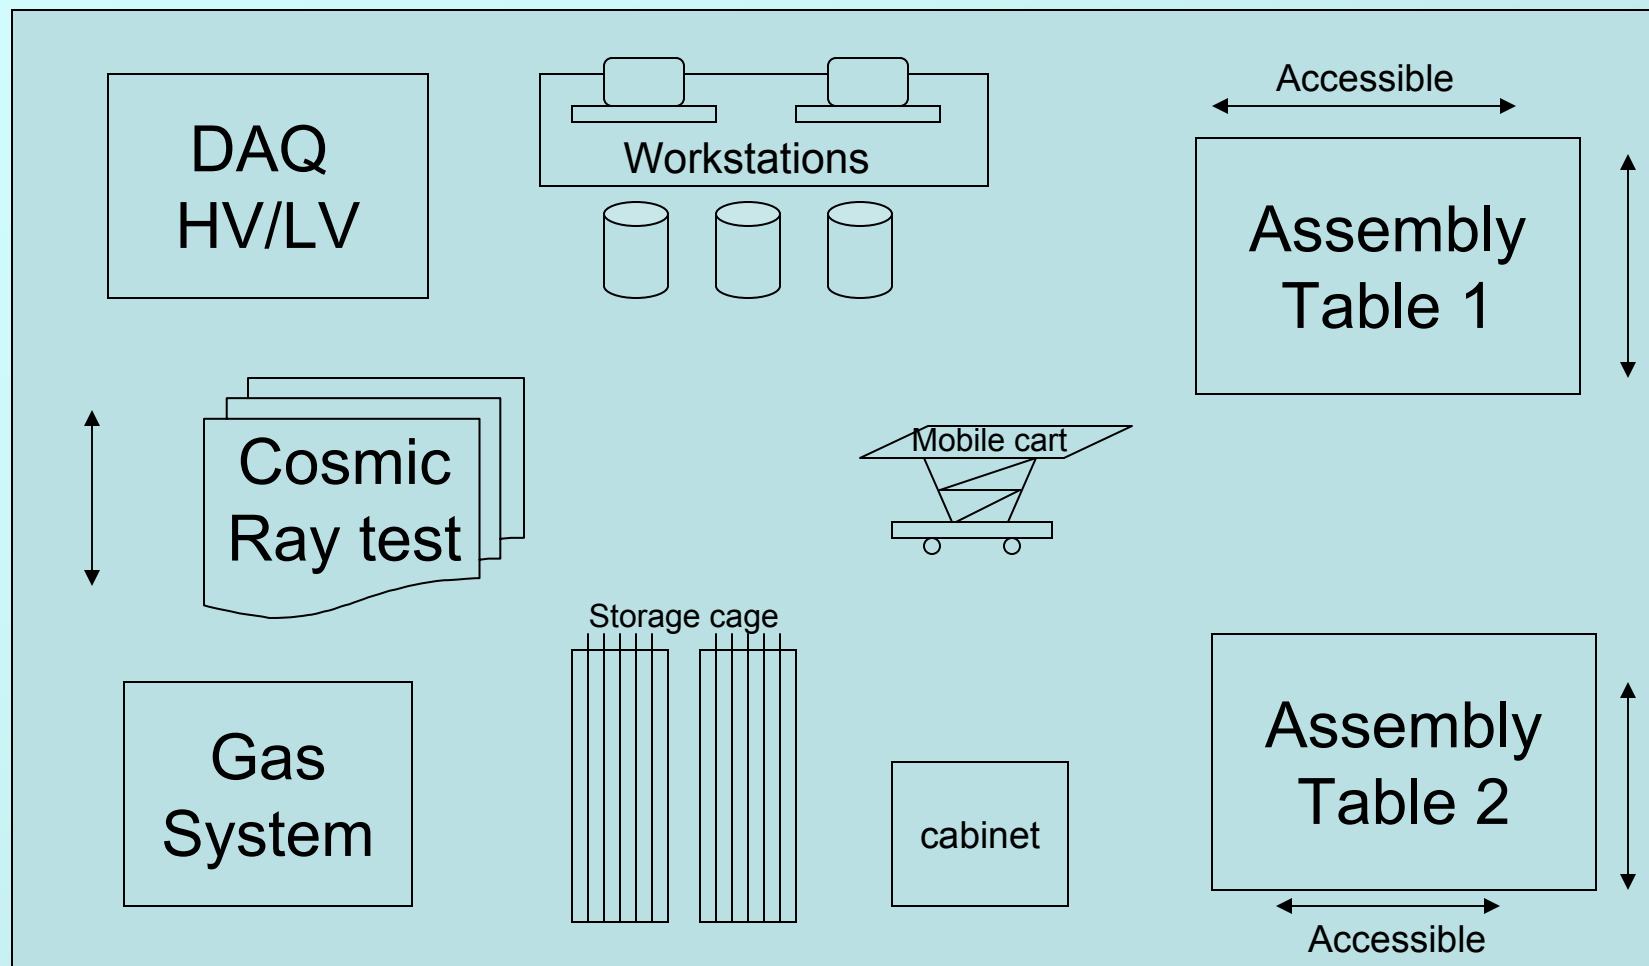 DAQ
HV/LV
Workstations
Accessible
Assembly
Table 1
Cosmic
Ray test
Mobile cart
Storage cage
Gas
System
cabinet
Assembly
Table 2
Accessible